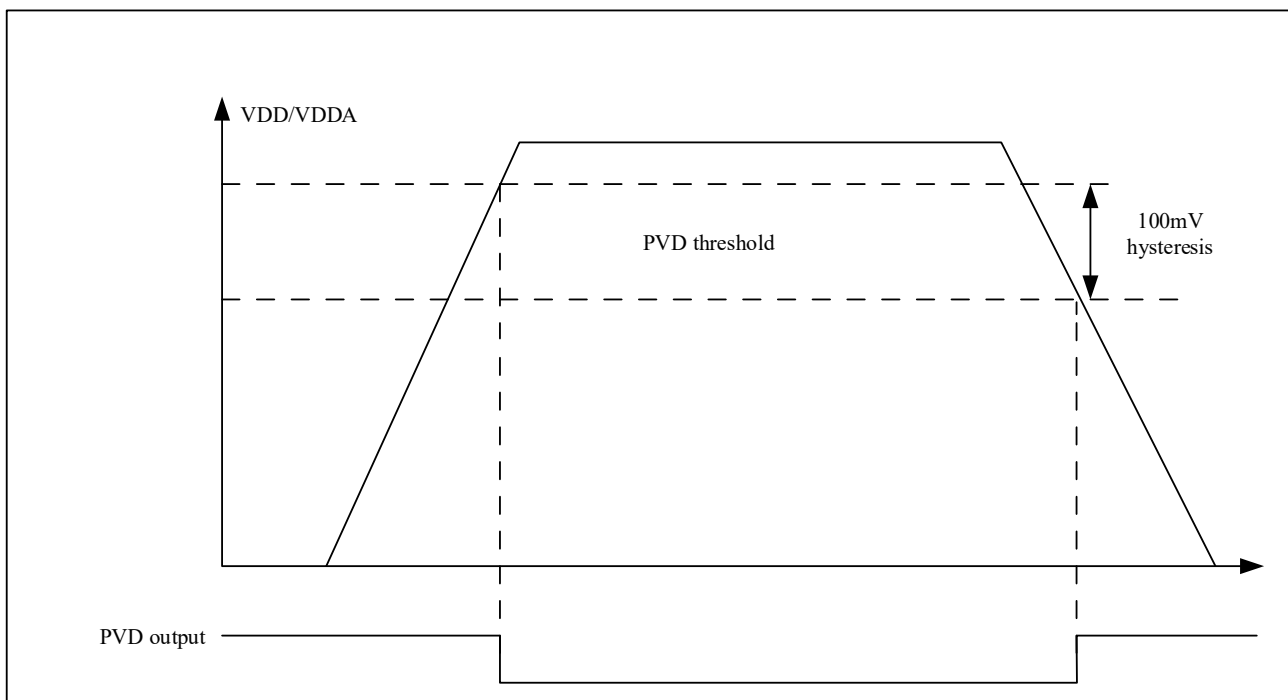 VDD/VDDA
PVD threshold
100mV
hysteresis
PVD output